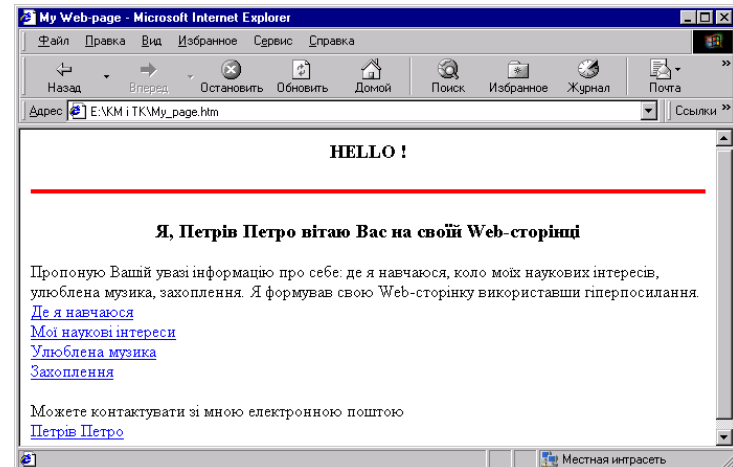 My Web-page - Microsoft Internet Explorer
Файл Правка Вид Избранное Сервис Справка
Назад Вперед Остановить Обновить Домой Поиск Избранное Журнал Почта »
Адрес E:\KM i TK\My_page.htm Ссылки »
HELLO !
Я, Петрів Петро вітаю Вас на своїй Web-сторінці
Пропоную Вашій увазі інформацію про себе: де я навчаюся, коло моїх наукових інтересів,
улюблена музика, захоплення. Я формував свою Web-сторінку використавши гіперпосилання.
Де я навчаюся
Мої наукові інтереси
Улюблена музика
Захоплення
Можете контактувати зі мною електронною поштою
Петрів Петро
Местная интрасеть